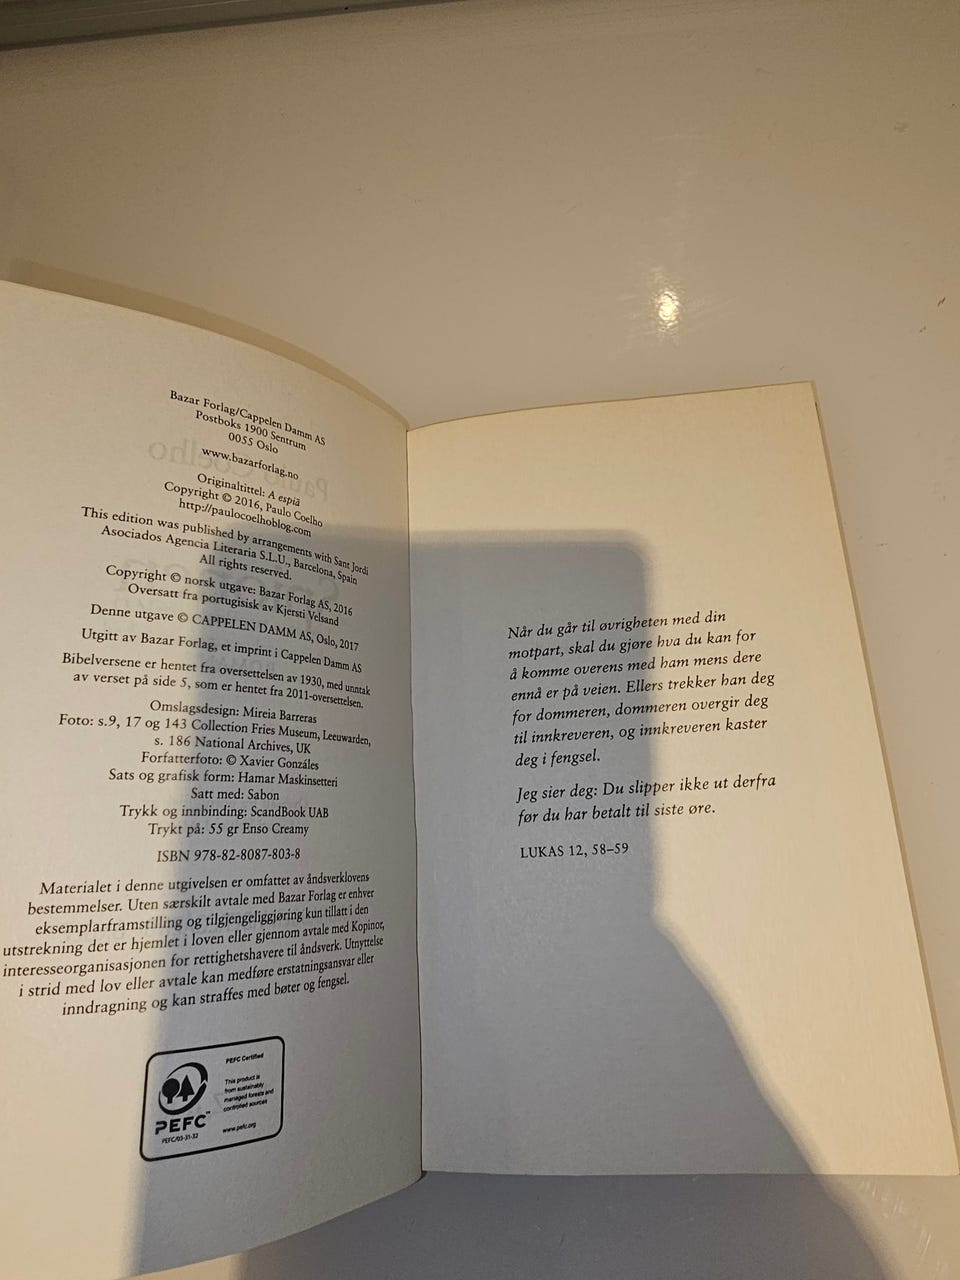 Bazar Forlag/Cappelen Damm AS
Postboks 1900 Sentrum
0055 Oslo
www.bazarforlag.no
Originaltittel: A espiã
Copyright © 2016, Paulo Coelho
http://paulocoelhoblog.com
This edition was published by arrangements with Sant Jordi
Asociados Agencia Literaria S.L.U., Barcelona, Spain
All rights reserved.
Copyright © norsk utgave: Bazar Forlag AS, 2016
Oversatt fra portugisisk av Kjersti Velsand
Denne utgave © CAPPELEN DAMM AS, Oslo, 2017
Utgitt av Bazar Forlag, et imprint i Cappelen Damm AS
Bibelversene er hentet fra oversettelsen av 1930, med unntak
av verset på side 5, som er hentet fra 2011-oversettelsen.
Omslagsdesign: Mireia Barreras
Foto: s.9, 17 og 143 Collection Fries Museum, Leeuwarden,
s. 186 National Archives, UK
Forfatterfoto: © Xavier Gonzáles
Sats og grafisk form: Hamar Maskinsetteri
Satt med: Sabon
Trykk og innbinding: ScandBook UAB
Trykt på: 55 gr Enso Creamy
ISBN 978-82-8087-803-8
Materialet i denne utgivelsen er omfattet av åndsverklovens
bestemmelser. Uten særskilt avtale med Bazar Forlag er enhver
eksemplarframstilling og tilgjengeliggjøring kun tillatt i den
utstrekning det er hjemlet i loven eller gjennom avtale med Kopinor,
interesseorganisasjonen for rettighetshavere til åndsverk. Utnyttelse
i strid med lov eller avtale kan medføre erstatningsansvar eller
inndragning og kan straffes med bøter og fengsel.
PEFC Certified
This product is
from sustainably
managed forests and
controlled sources
www.pefc.org
PEFC™
PEFC/03-31-32
Når du går til øvrigheten med din
motpart, skal du gjøre hva du kan for
å komme overens med ham mens dere
ennå er på veien. Ellers trekker han deg
for dommeren, dommeren overgir deg
til innkreveren, og innkreveren kaster
deg i fengsel.
Jeg sier deg: Du slipper ikke ut derfra
før du har betalt til siste øre.
LUKAS 12, 58–59